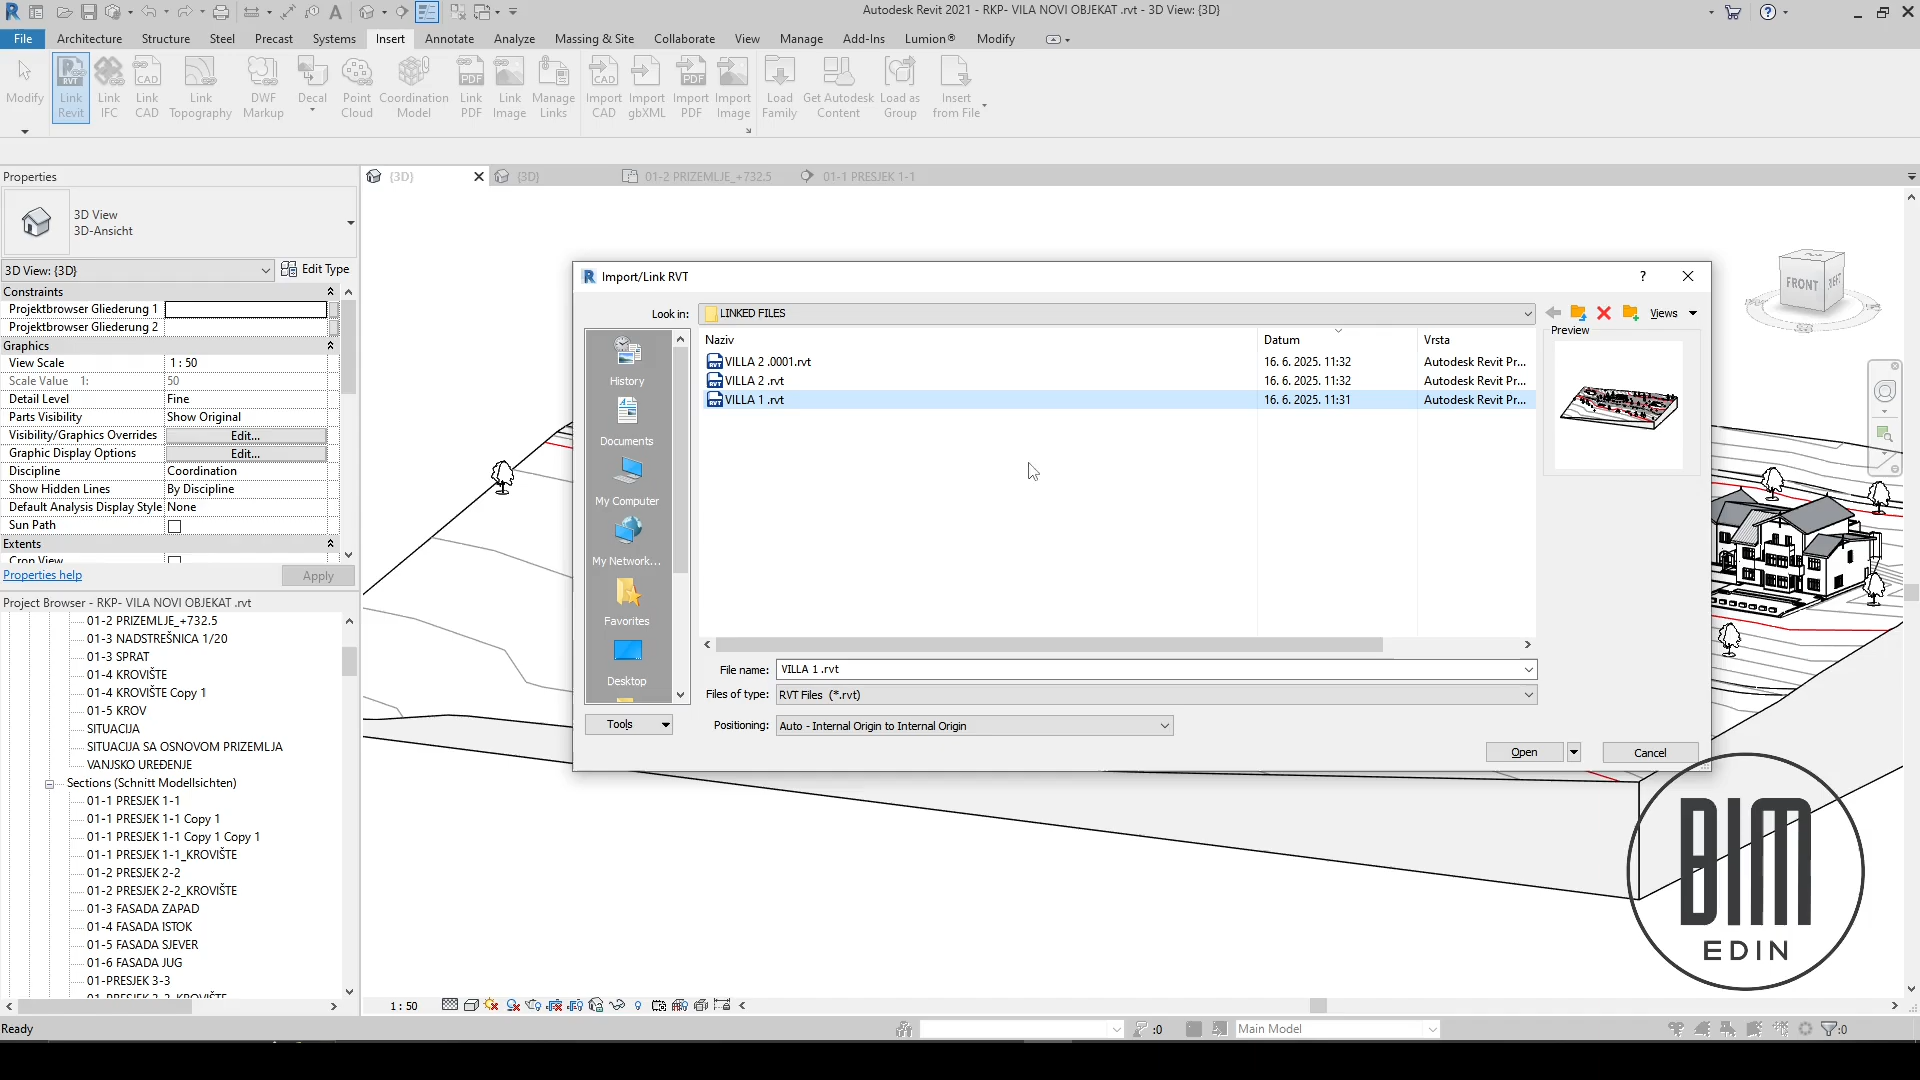 Autodesk Revit 2021 - RKP- VILA NOVI OBJEKAT .rvt - 3D View: {3D}
File Architecture Structure Steel Precast Systems Insert Annotate Analyze Massing & Site Collaborate View Manage Add-Ins Lumion® Modify
Modify
Link Revit
Link IFC
Link CAD
Link Topography
DWF Markup
Decal
Point Cloud
Coordination Model
Link PDF
Link Image
Manage Links
Import CAD
Import gbXML
Import PDF
Import Image
Load Family
Get Autodesk Content
Load as Group
Insert from File
Properties
{3D}
{3D}
01-2 PRIZEMLJE_+732.5
01-1 PRESJEK 1-1
3D View
3D-Ansicht
3D View: {3D}
Edit Type
Constraints
Projektbrowser Gliederung 1
Projektbrowser Gliederung 2
Graphics
View Scale 1 : 50
Scale Value 1: 50
Detail Level Fine
Parts Visibility Show Original
Visibility/Graphics Overrides Edit...
Graphic Display Options Edit...
Discipline Coordination
Show Hidden Lines By Discipline
Default Analysis Display Style None
Sun Path
Extents
Crop View
Properties help
Apply
Project Browser - RKP- VILA NOVI OBJEKAT .rvt
01-2 PRIZEMLJE_+732.5
01-3 NADSTREŠNICA 1/20
01-3 SPRAT
01-4 KROVIŠTE
01-4 KROVIŠTE Copy 1
01-5 KROV
SITUACIJA
SITUACIJA SA OSNOVOM PRIZEMLJA
VANJSKO UREĐENJE
Sections (Schnitt Modellsichten)
01-1 PRESJEK 1-1
01-1 PRESJEK 1-1 Copy 1
01-1 PRESJEK 1-1 Copy 1 Copy 1
01-1 PRESJEK 1-1_KROVIŠTE
01-2 PRESJEK 2-2
01-2 PRESJEK 2-2_KROVIŠTE
01-3 FASADA ZAPAD
01-4 FASADA ISTOK
01-5 FASADA SJEVER
01-6 FASADA JUG
01-PRESJEK 3-3
01-PRESJEK 3-3_KROVIŠTE
Import/Link RVT
Look in: LINKED FILES
Views
Preview
Naziv Datum Vrsta
VILLA 2 .0001.rvt 16. 6. 2025. 11:32 Autodesk Revit Pr...
VILLA 2 .rvt 16. 6. 2025. 11:32 Autodesk Revit Pr...
VILLA 1 .rvt 16. 6. 2025. 11:31 Autodesk Revit Pr...
History
Documents
My Computer
My Network...
Favorites
Desktop
File name: VILLA 1 .rvt
Files of type: RVT Files (*.rvt)
Tools
Positioning: Auto - Internal Origin to Internal Origin
Open
Cancel
FRONT
BIM
EDIN
1 : 50
Ready
:0
Main Model
:0